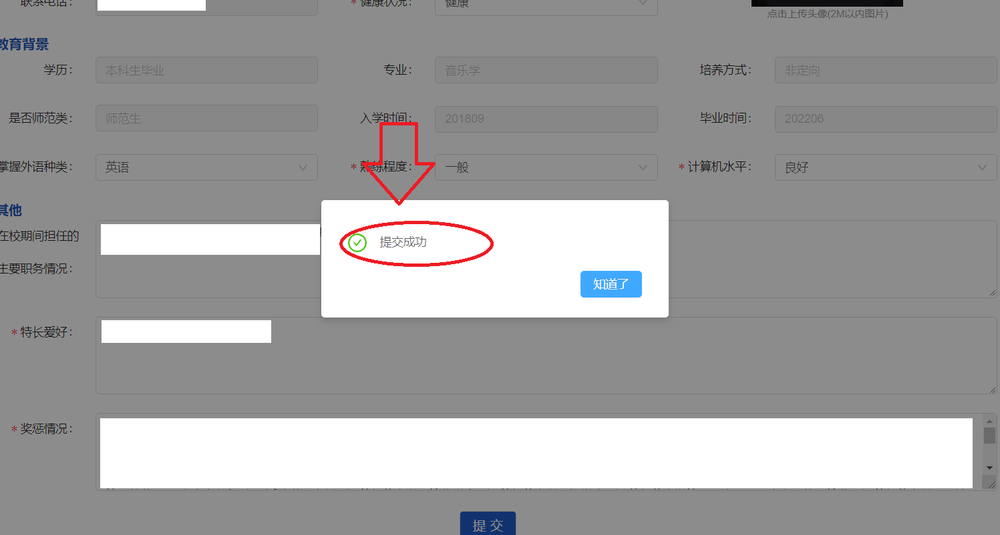 联系电话:
* 健康状况: 健康
点击上传头像(2M以内图片)
教育背景
学历: 本科生毕业 专业: 音乐学 培养方式: 非定向
是否师范类: 师范生 入学时间: 201809 毕业时间: 202206
掌握外语种类: 英语 * 熟练程度: 一般 * 计算机水平: 良好
其他
在校期间担任的
主要职务情况:
提交成功
知道了
* 特长爱好:
* 奖惩情况:
提 交